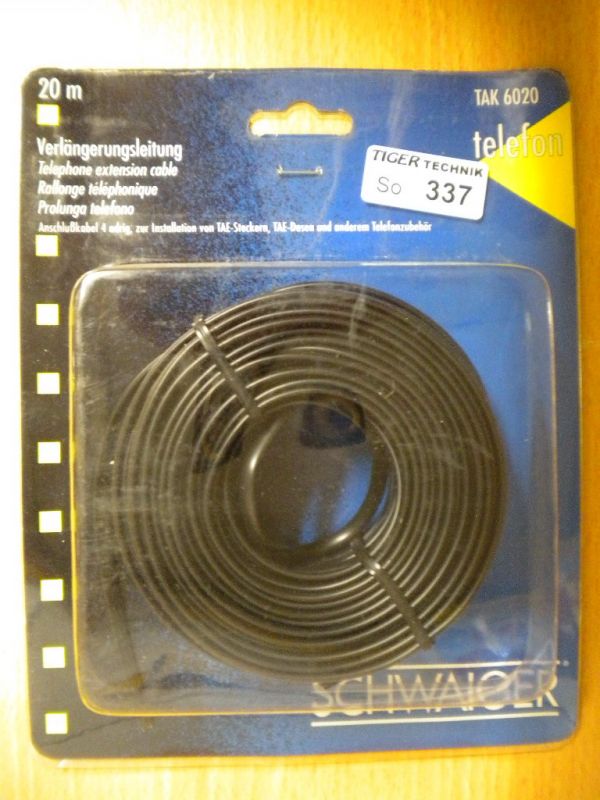 20 m
TAK 6020
telefon
Verlängerungsleitung
Telephone extension cable
Rallonge téléphonique
Prolunga telefono
Anschlußkabel 4 adrig, zur Installation von TAE-Steckern, TAE-Dosen und anderem Telefonzubehör
TIGER TECHNIK
So 337
SCHWAIGER